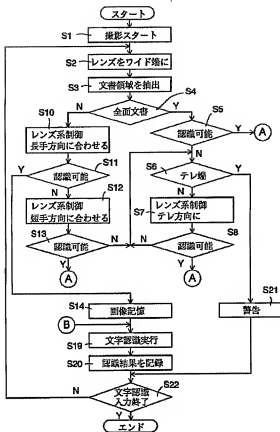 スタート
S1 撮影スタート
S2 レンズをワイド端に
S3 文書領域を抽出
S4 全面文書
N Y
S10 レンズ系制御
長手方向に合わせる
S5 認識可能
Y A
N
S11 認識可能
Y N
S6 テレ端
N Y
S12 レンズ系制御
短手方向に合わせる
S7 レンズ系制御
テレ方向に
S13 認識可能
N Y
A
S8 認識可能
N Y
A
S14 画像記憶
S21 警告
B
S19 文字認識実行
S20 認識結果を記録
S22 文字認識
入力終了
N Y
エンド